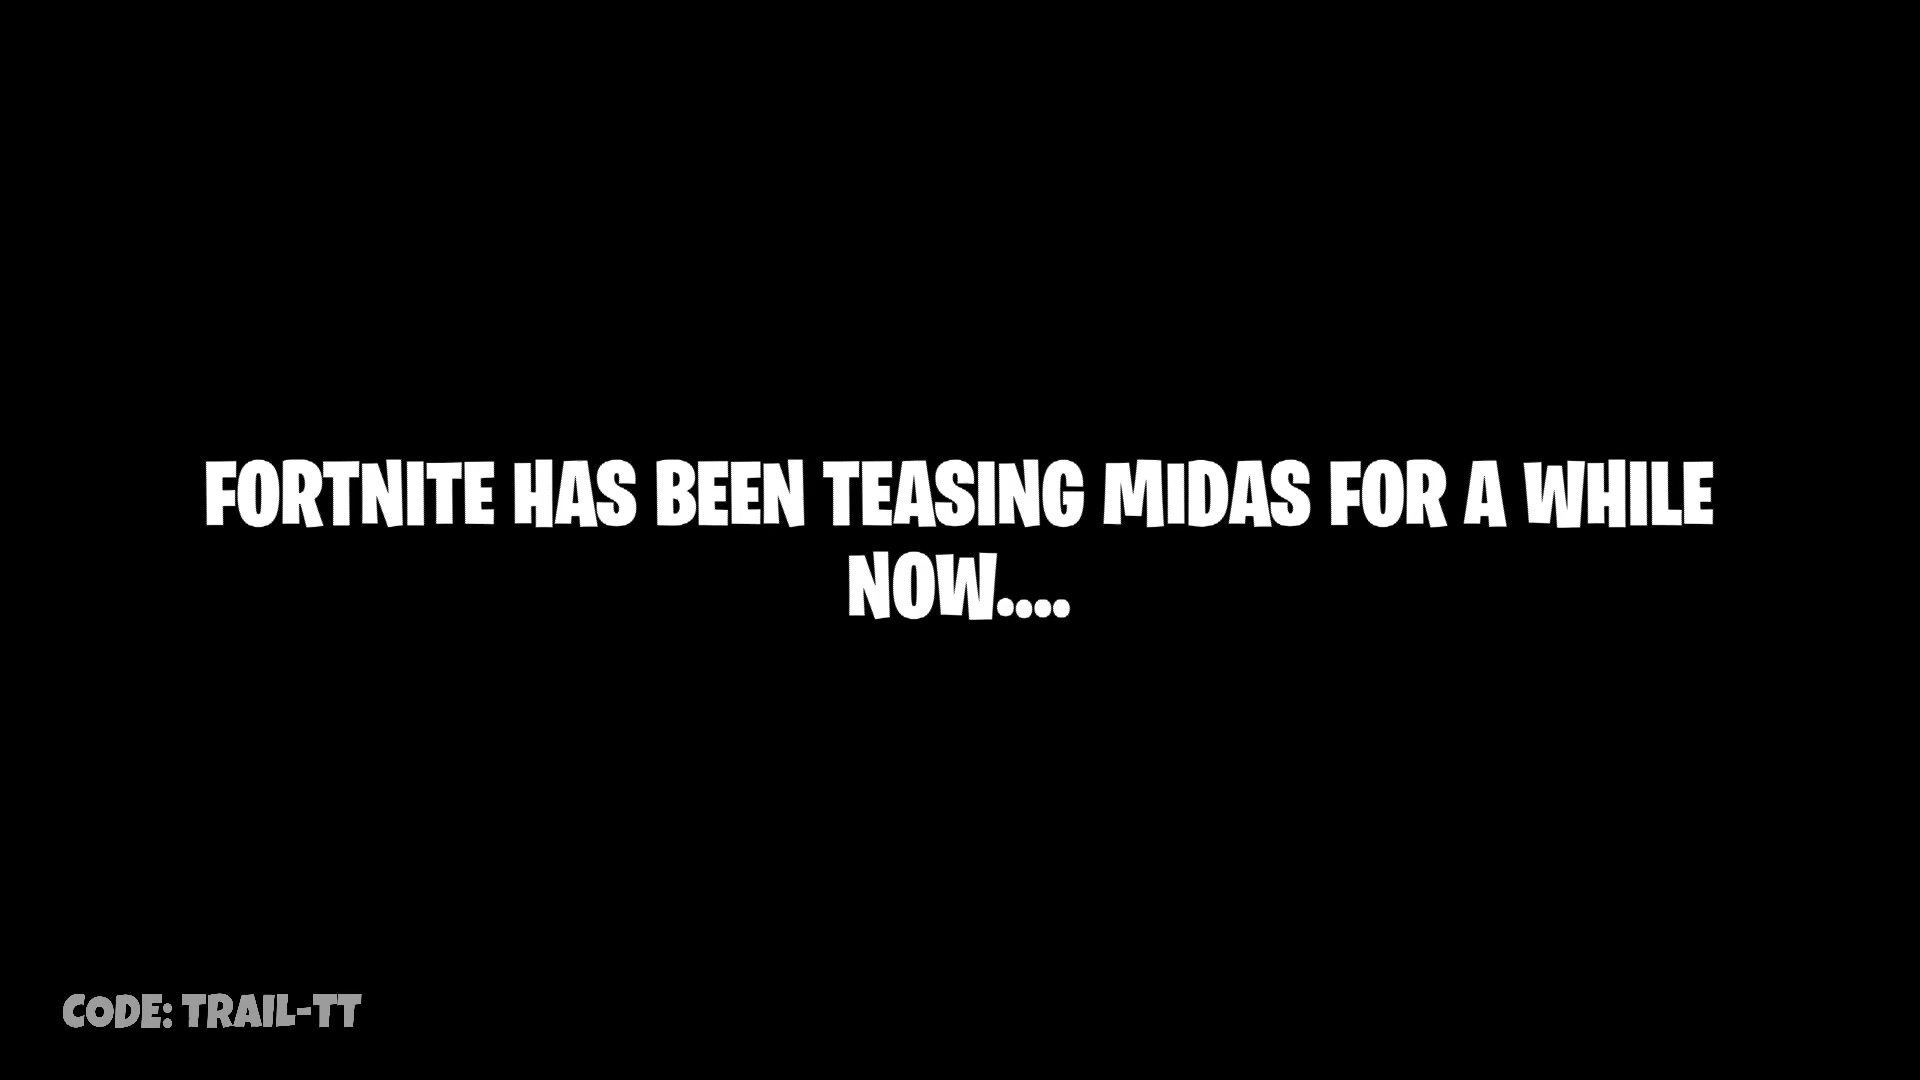 FORTNITE HAS BEEN TEASING MIDAS FOR A WHILE
NOW....
CODE: TRAIL-TT